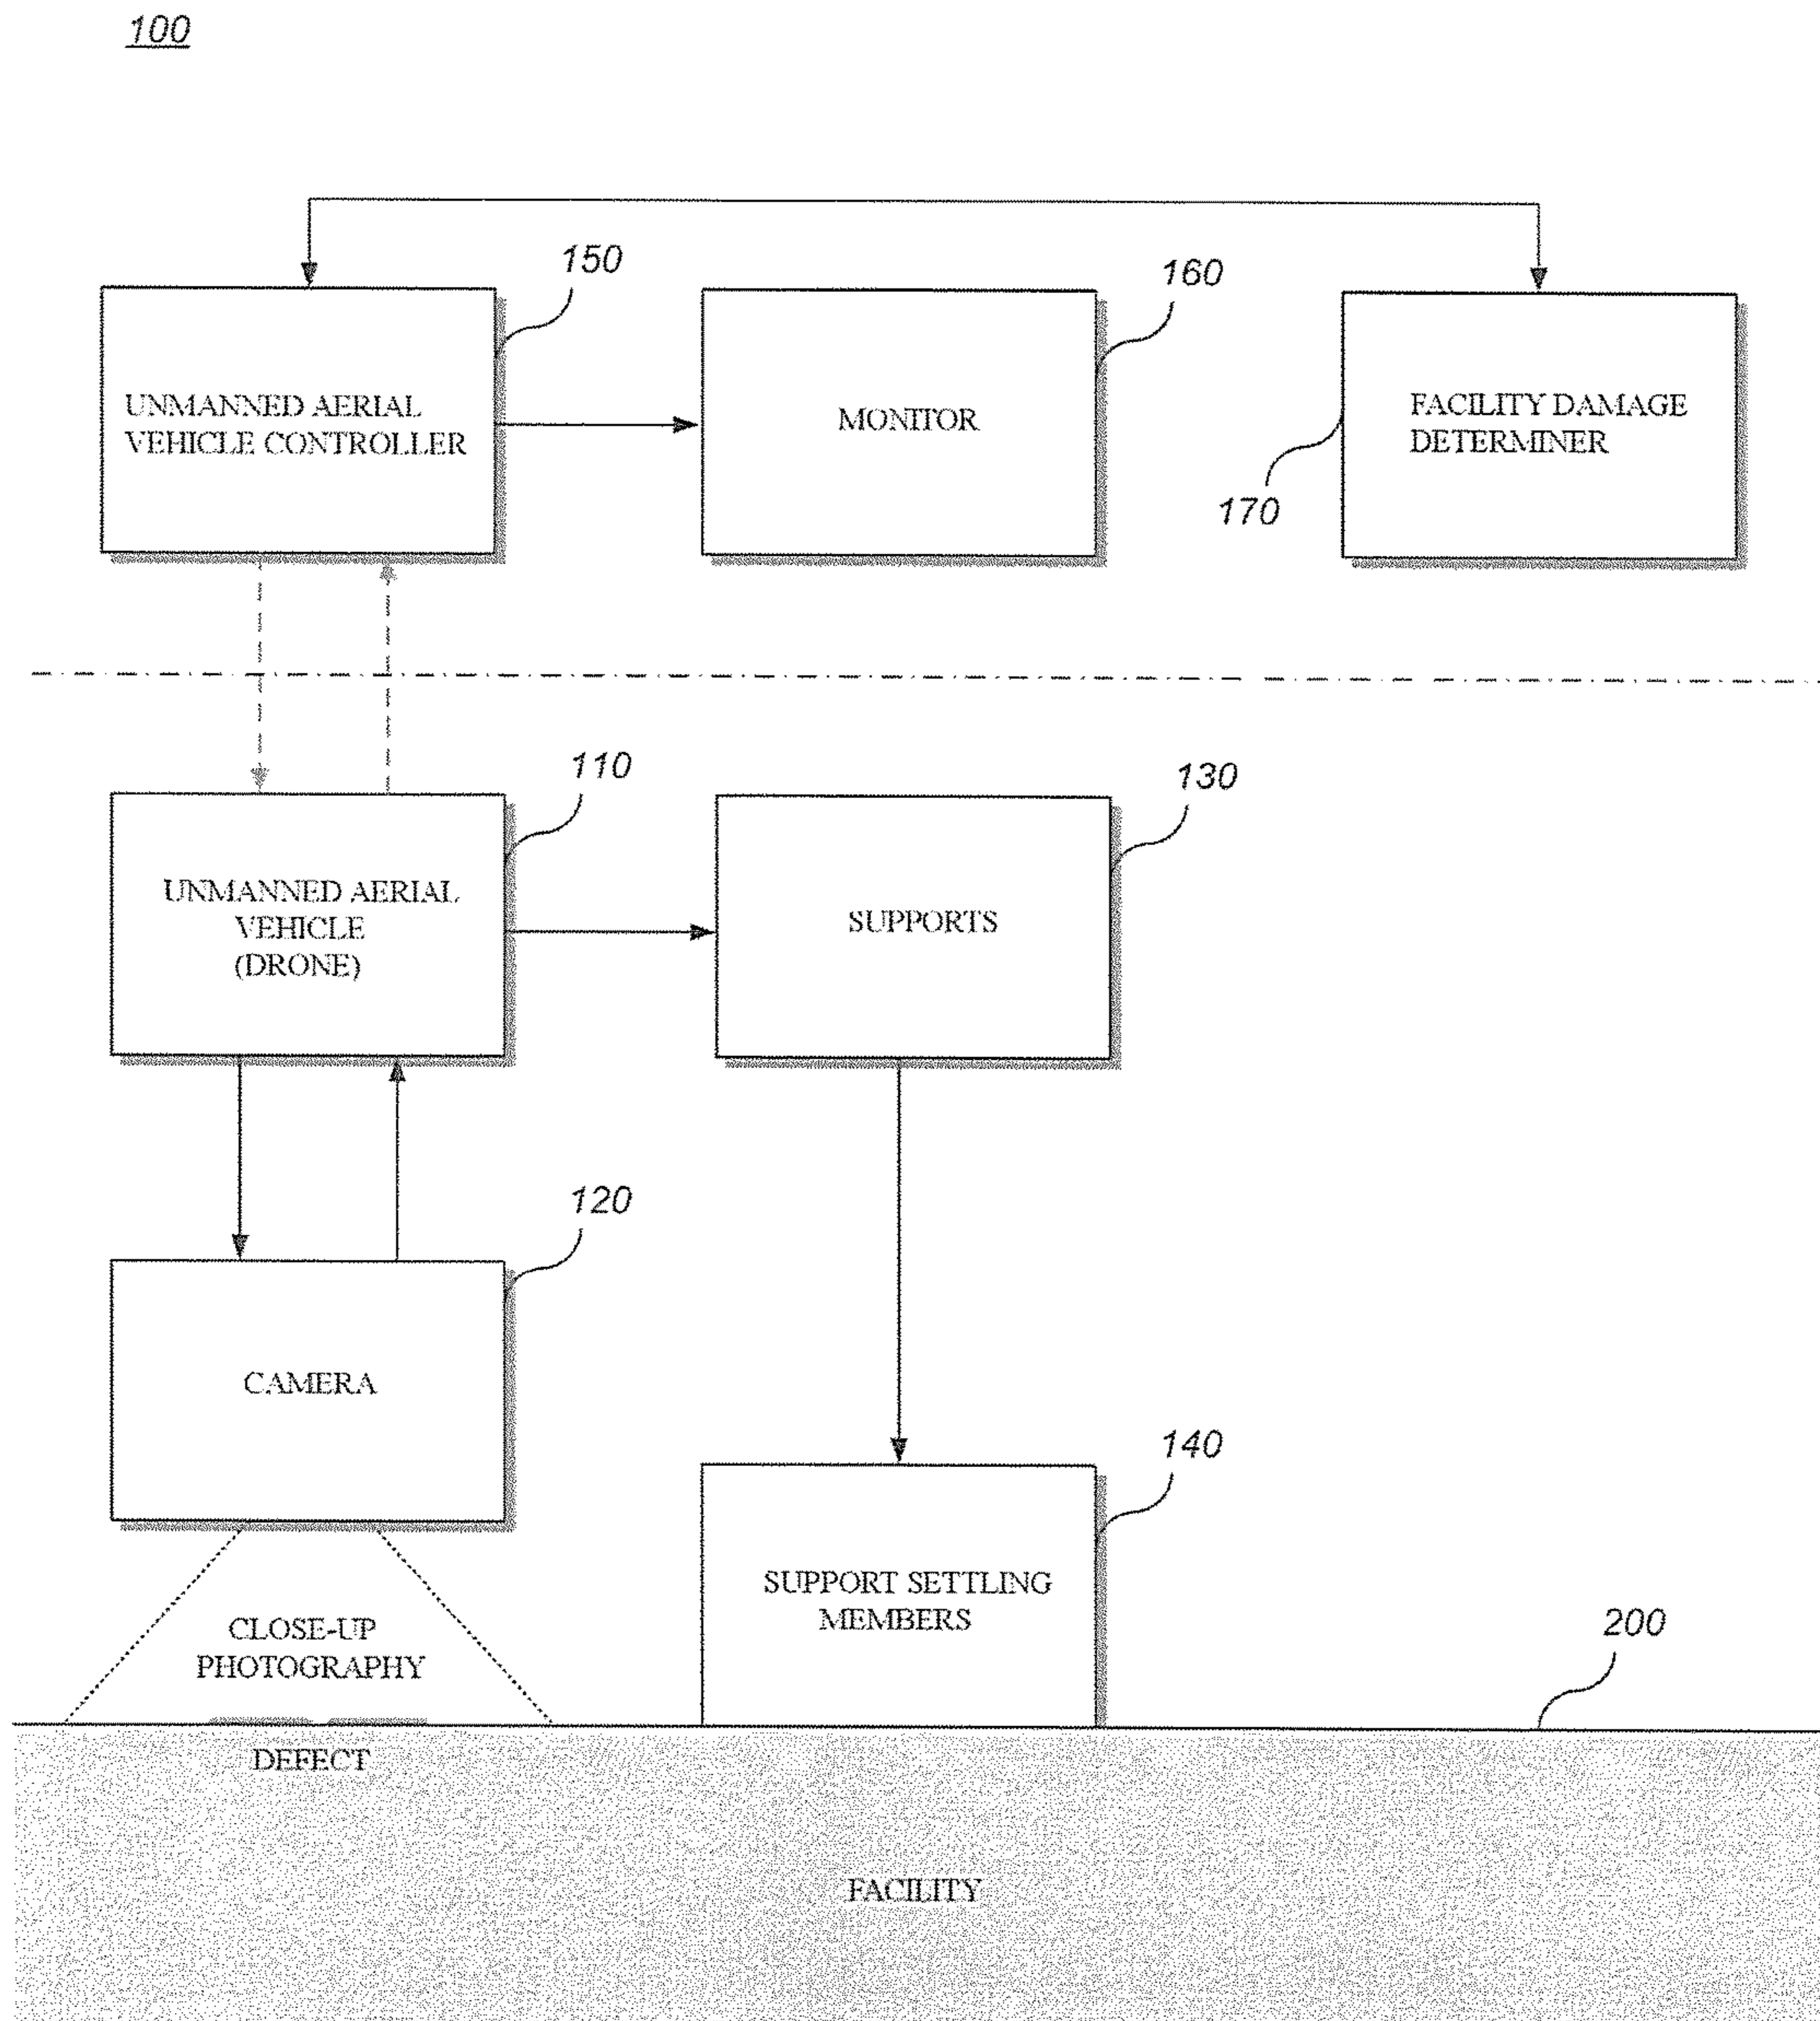 100
150
160
UNMANNED AERIAL
VEHICLE CONTROLLER
MONITOR
FACILITY DAMAGE
DETERMINER
170
110
130
UNMANNED AERIAL
VEHICLE
(DRONE)
SUPPORTS
120
CAMERA
140
SUPPORT SETTLING
MEMBERS
CLOSE-UP
PHOTOGRAPHY
200
DEFECT
FACILITY